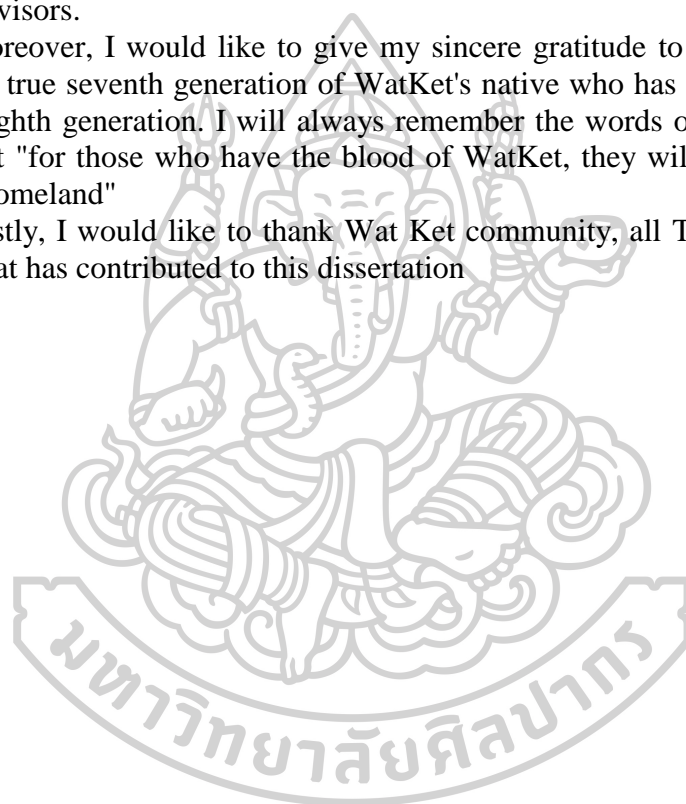 visors.
oreover, I would like to give my sincere gratitude to
true seventh generation of WatKet's native who has
ghth generation. I will always remember the words o
t "for those who have the blood of WatKet, they wil
omeland"
stly, I would like to thank Wat Ket community, all T
at has contributed to this dissertation
มหาวิทยาลัยศิลปากร